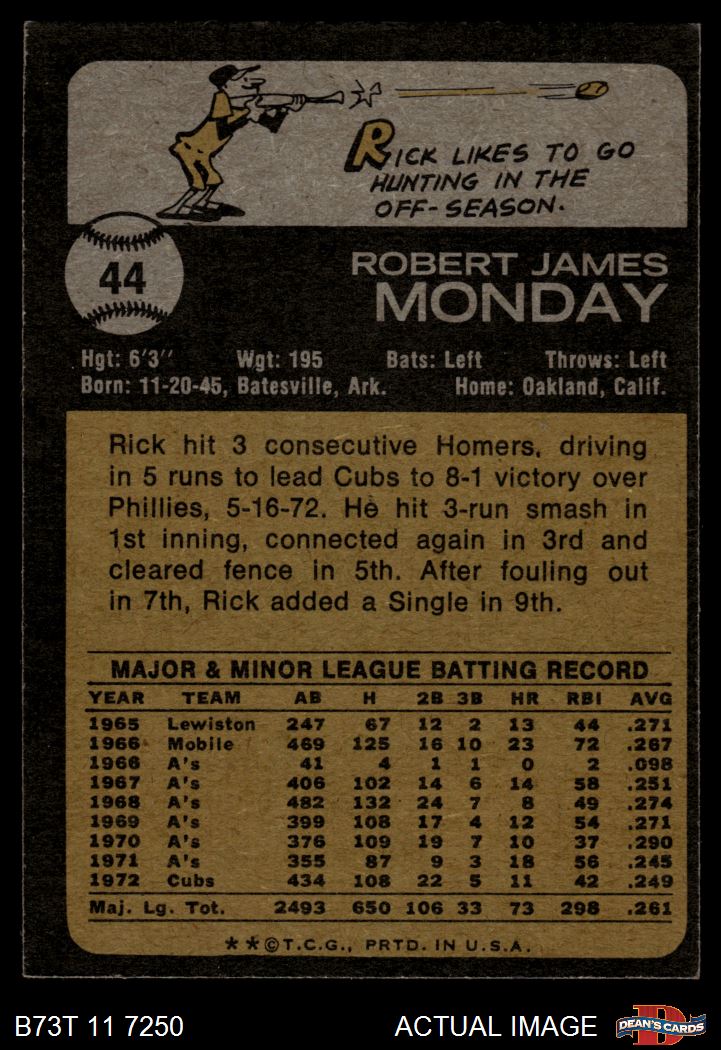 RICK LIKES TO GO
HUNTING IN THE
OFF-SEASON.
44
ROBERT JAMES
MONDAY
Hgt: 6'3" Wgt: 195 Bats: Left Throws: Left
Born: 11-20-45, Batesville, Ark. Home: Oakland, Calif.
Rick hit 3 consecutive Homers, driving
in 5 runs to lead Cubs to 8-1 victory over
Phillies, 5-16-72. He hit 3-run smash in
1st inning, connected again in 3rd and
cleared fence in 5th. After fouling out
in 7th, Rick added a Single in 9th.
MAJOR & MINOR LEAGUE BATTING RECORD
YEAR TEAM AB H 2B 3B HR RBI AVG
1965 Lewiston 247 67 12 2 13 44 .271
1966 Mobile 469 125 16 10 23 72 .267
1966 A's 41 4 1 1 0 2 .098
1967 A's 406 102 14 6 14 58 .251
1968 A's 482 132 24 7 8 49 .274
1969 A's 399 108 17 4 12 54 .271
1970 A's 376 109 19 7 10 37 .290
1971 A's 355 87 9 3 18 56 .245
1972 Cubs 434 108 22 5 11 42 .249
Maj. Lg. Tot. 2493 650 106 33 73 298 .261
**©T.C.G., PRTD. IN U.S.A.
B73T 11 7250 ACTUAL IMAGE D DEAN'S CARDS